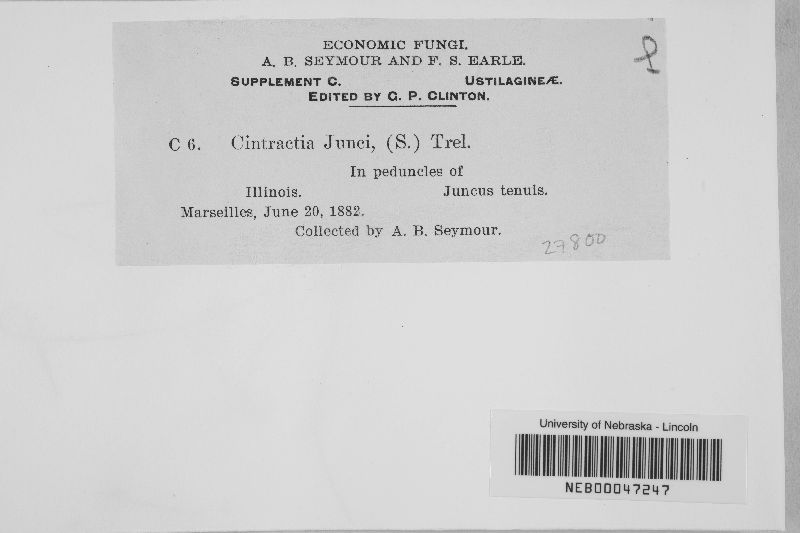 ECONOMIC FUNGI.
A. B. SEYMOUR AND F. S. EARLE.
SUPPLEMENT C. USTILAGINEÆ.
EDITED BY G. P. CLINTON.
C 6. Cintractia Junci, (S.) Trel.
In peduncles of
Illinois. Juncus tenuis.
Marseilles, June 20, 1882.
Collected by A. B. Seymour.
27800
University of Nebraska - Lincoln
NEB00047247